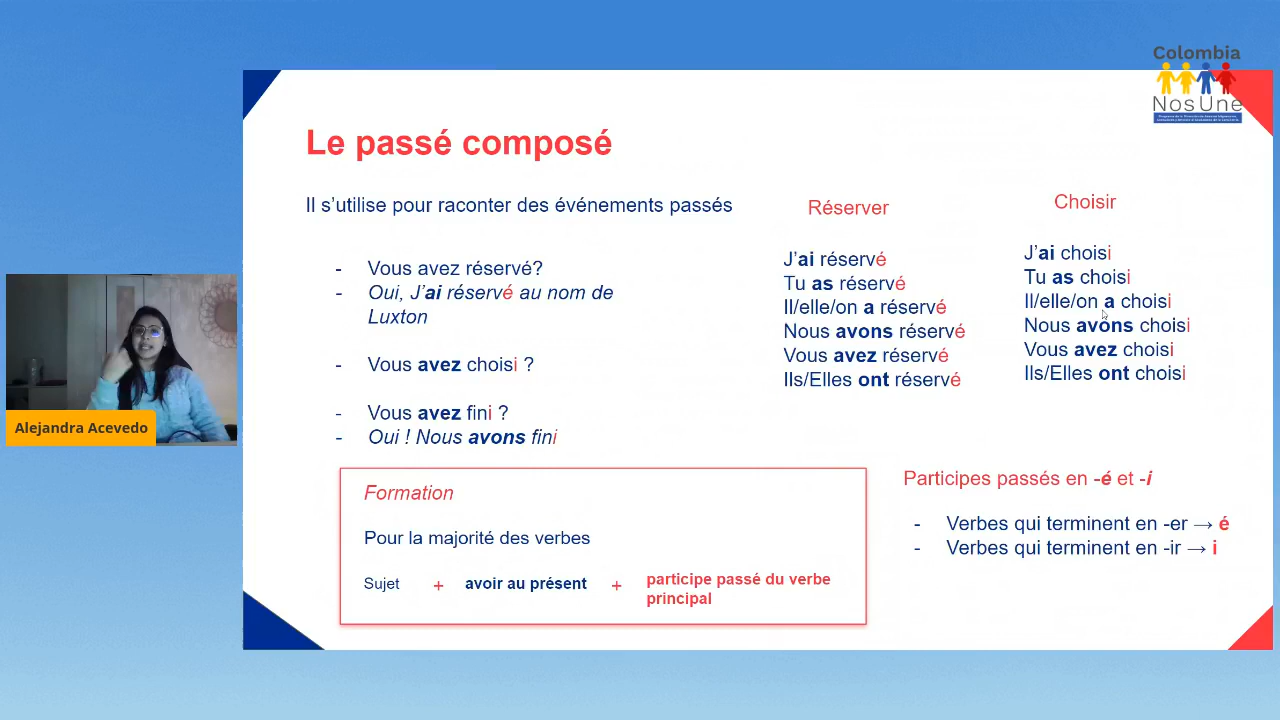 Colombia
NosUne
Le passé composé
Il s'utilise pour raconter des événements passés
- Vous avez réservé?
- Oui, J'ai réservé au nom de
Luxton
- Vous avez choisi ?
- Vous avez fini ?
- Oui ! Nous avons fini
Réserver
J'ai réservé
Tu as réservé
Il/elle/on a réservé
Nous avons réservé
Vous avez réservé
Ils/Elles ont réservé
Choisir
J'ai choisi
Tu as choisi
Il/elle/on a choisi
Nous avons choisi
Vous avez choisi
Ils/Elles ont choisi
Alejandra Acevedo
Formation
Pour la majorité des verbes
Sujet + avoir au présent + participe passé du verbe
principal
Participes passés en -é et -i
- Verbes qui terminent en -er → é
- Verbes qui terminent en -ir → i